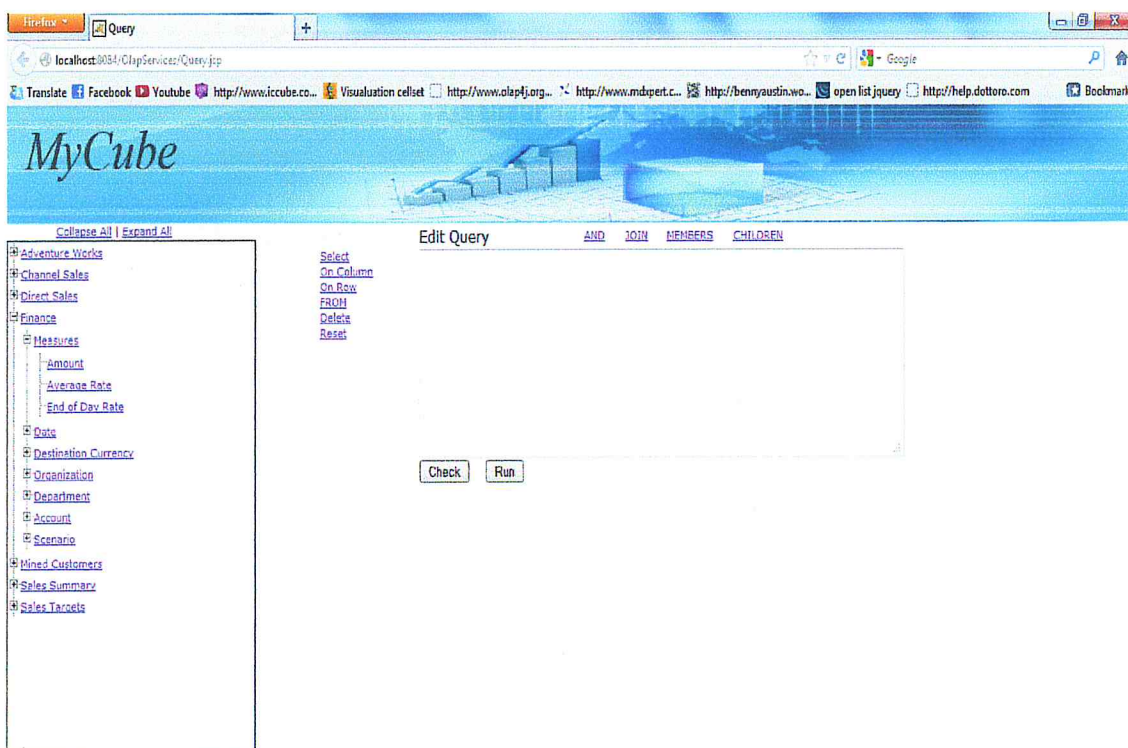 Firefox
Query
+
localhost:8084/OlapServices/Query.jsp
Google
Translate Facebook Youtube http://www.iccube.co... Visualuation cellset http://www.olap4j.org... http://www.mdxpert.c... http://bennyaustin.wo... open list jquery http://help.dottoro.com Bookmark
MyCube
Collapse All | Expand All
Edit Query AND JOIN MEMBERS CHILDREN
Adventure Works
Channel Sales
Direct Sales
Finance
Measures
Amount
Average Rate
End of Day Rate
Date
Destination Currency
Organization
Department
Account
Scenario
Mined Customers
Sales Summary
Sales Targets
Select
On Column
On Row
FROM
Delete
Reset
Check Run